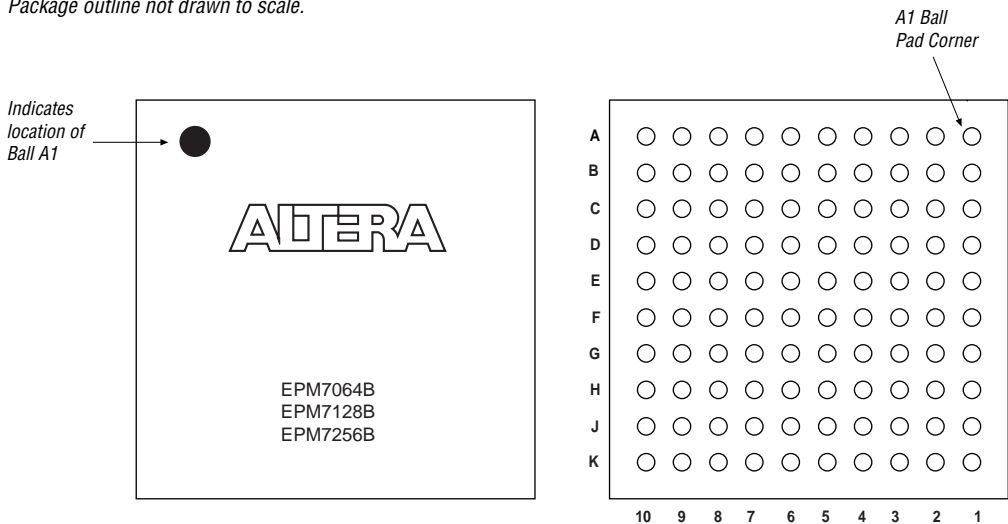 Package outline not drawn to scale.
A1 Ball
Pad Corner
Indicates
location of
Ball A1
ALTERA
EPM7064B
EPM7128B
EPM7256B
A
B
C
D
E
F
G
H
J
K
10 9 8 7 6 5 4 3 2 1